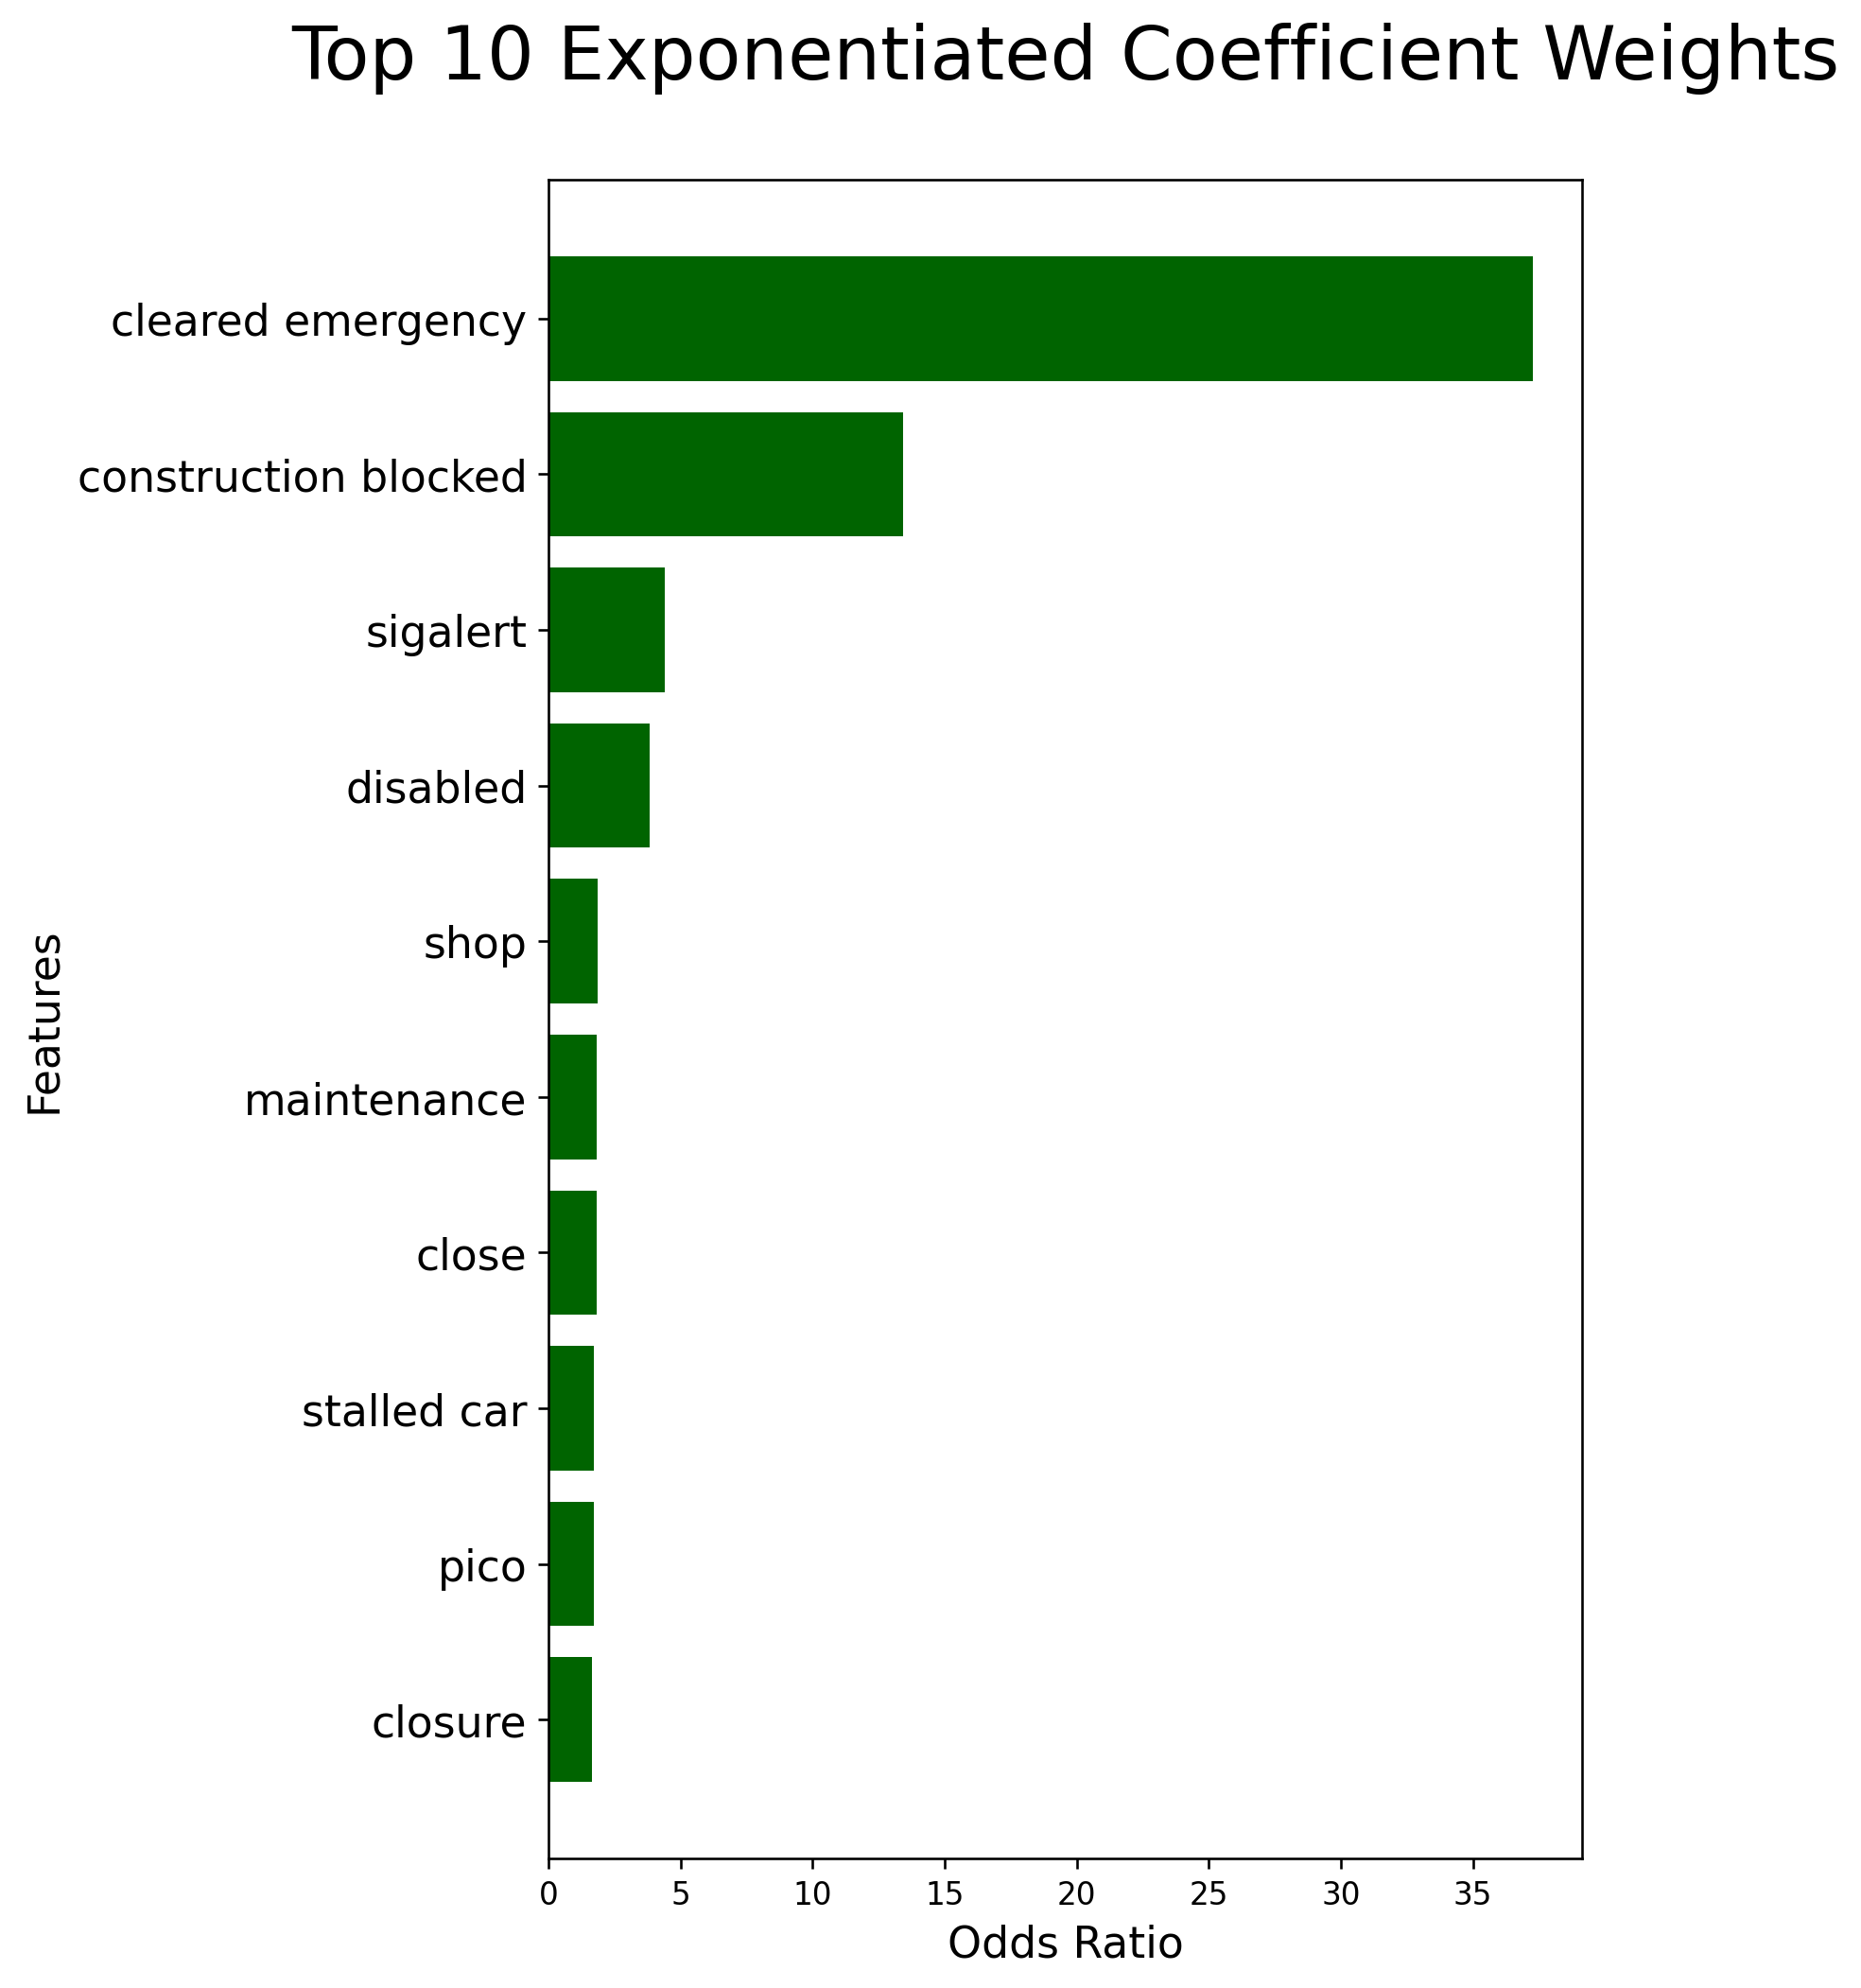 Top 10 Exponentiated Coefficient Weights
cleared emergency
construction blocked
sigalert
disabled
shop
maintenance
close
stalled car
pico
closure
Features
0 5 10 15 20 25 30 35
Odds Ratio